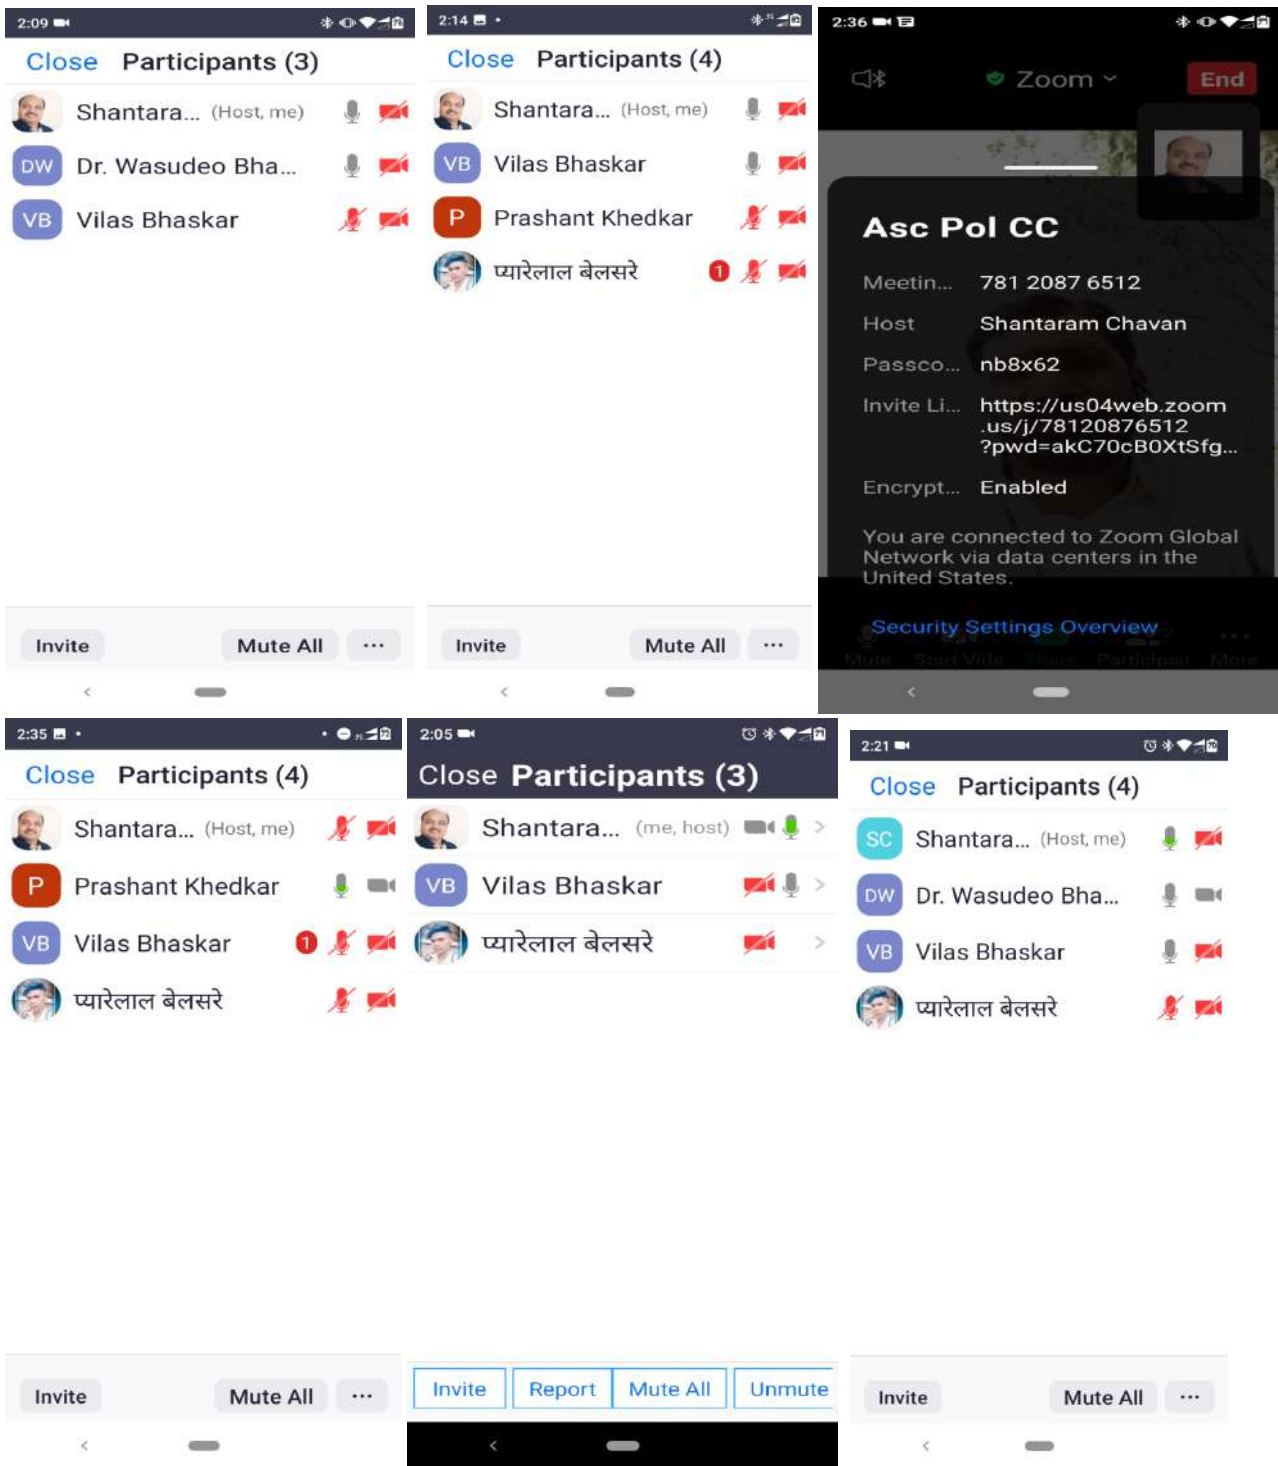 2:09
Close Participants (3)
Shantara... (Host, me)
DW Dr. Wasudeo Bha...
VB Vilas Bhaskar
Invite Mute All ...
2:14
Close Participants (4)
Shantara... (Host, me)
VB Vilas Bhaskar
P Prashant Khedkar
प्यारेलाल बेलसरे 1
Invite Mute All ...
2:36
Zoom End
Asc Pol CC
Meetin... 781 2087 6512
Host Shantaram Chavan
Passco... nb8x62
Invite Li... https://us04web.zoom
.us/j/78120876512
?pwd=akC70cB0XtSfg...
Encrypt... Enabled
You are connected to Zoom Global
Network via data centers in the
United States.
Security Settings Overview
Mute Start Vide Share Participan More
2:35
Close Participants (4)
Shantara... (Host, me)
P Prashant Khedkar
VB Vilas Bhaskar 1
प्यारेलाल बेलसरे
Invite Mute All ...
2:05
Close Participants (3)
Shantara... (me, host)
VB Vilas Bhaskar
प्यारेलाल बेलसरे
Invite Report Mute All Unmute
2:21
Close Participants (4)
SC Shantara... (Host, me)
DW Dr. Wasudeo Bha...
VB Vilas Bhaskar
प्यारेलाल बेलसरे
Invite Mute All ...